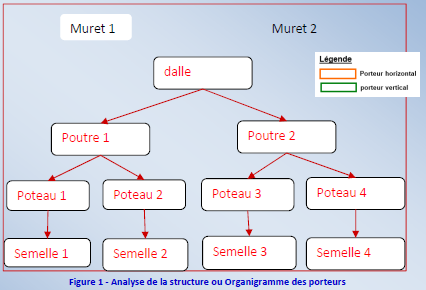 Muret 1
Muret 2
Légende
Porteur horizontal
porteur vertical
dalle
Poutre 1
Poutre 2
Poteau 1
Poteau 2
Poteau 3
Poteau 4
Semelle 1
Semelle 2
Semelle 3
Semelle 4
Figure 1 - Analyse de la structure ou Organigramme des porteurs